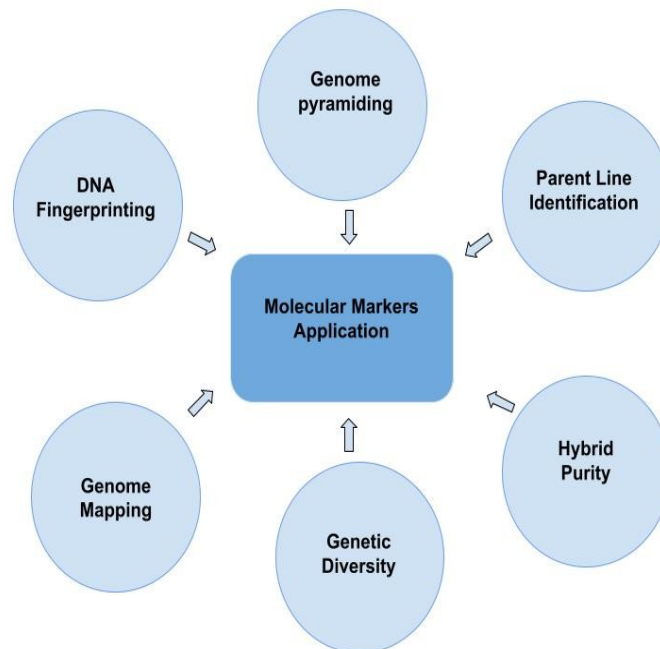 Genome
pyramiding
DNA
Fingerprinting
Parent Line
Identification
Molecular Markers
Application
Genome
Mapping
Genetic
Diversity
Hybrid
Purity